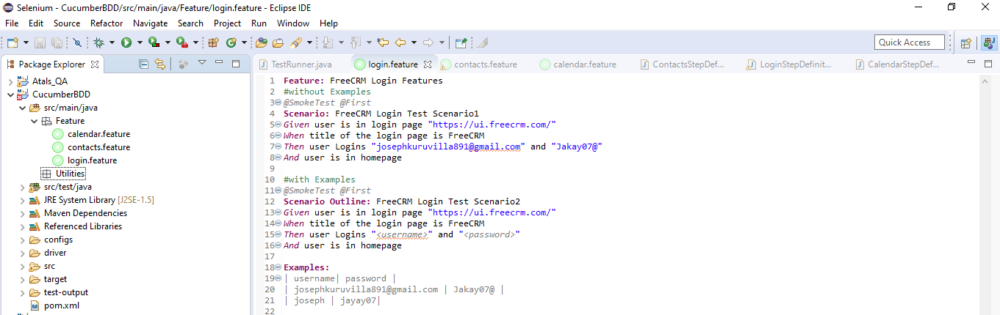 Selenium - CucumberBDD/src/main/java/Feature/login.feature - Eclipse IDE
File Edit Source Refactor Navigate Search Project Run Window Help
Quick Access
Package Explorer
Atals_QA
CucumberBDD
src/main/java
Feature
calendar.feature
contacts.feature
login.feature
Utilities
src/test/java
JRE System Library [J2SE-1.5]
Maven Dependencies
Referenced Libraries
configs
driver
src
target
test-output
pom.xml
TestRunner.java login.feature contacts.feature calendar.feature ContactsStepDef... LoginStepDefinit... CalendarStepDef...
1 Feature: FreeCRM Login Features
2 #without Examples
3 @SmokeTest @First
4 Scenario: FreeCRM Login Test Scenario1
5 Given user is in login page "https://ui.freecrm.com/"
6 When title of the login page is FreeCRM
7 Then user Logins "josephkuruvilla891@gmail.com" and "Jakay07@"
8 And user is in homepage
9
10 #with Examples
11 @SmokeTest @First
12 Scenario Outline: FreeCRM Login Test Scenario2
13 Given user is in login page "https://ui.freecrm.com/"
14 When title of the login page is FreeCRM
15 Then user Logins "<username>" and "<password>"
16 And user is in homepage
17
18 Examples:
19 | username| password |
20 | josephkuruvilla891@gmail.com | Jakay07@ |
21 | joseph | jayay07|
22